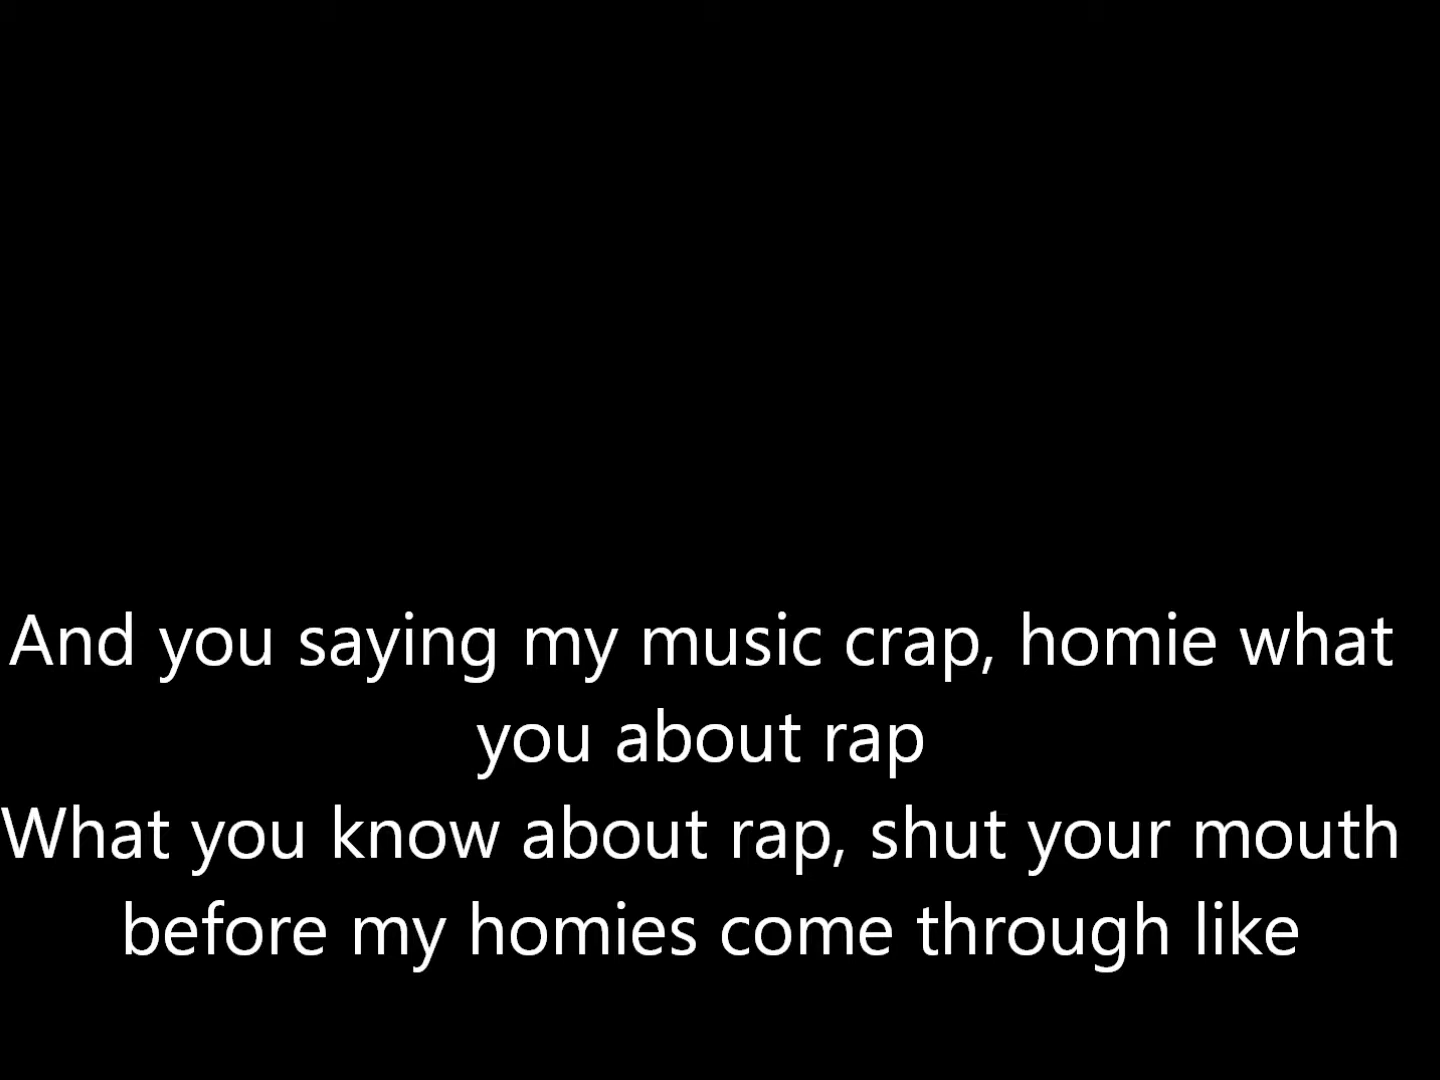 And you saying my music crap, homie what
you about rap
What you know about rap, shut your mouth
before my homies come through like